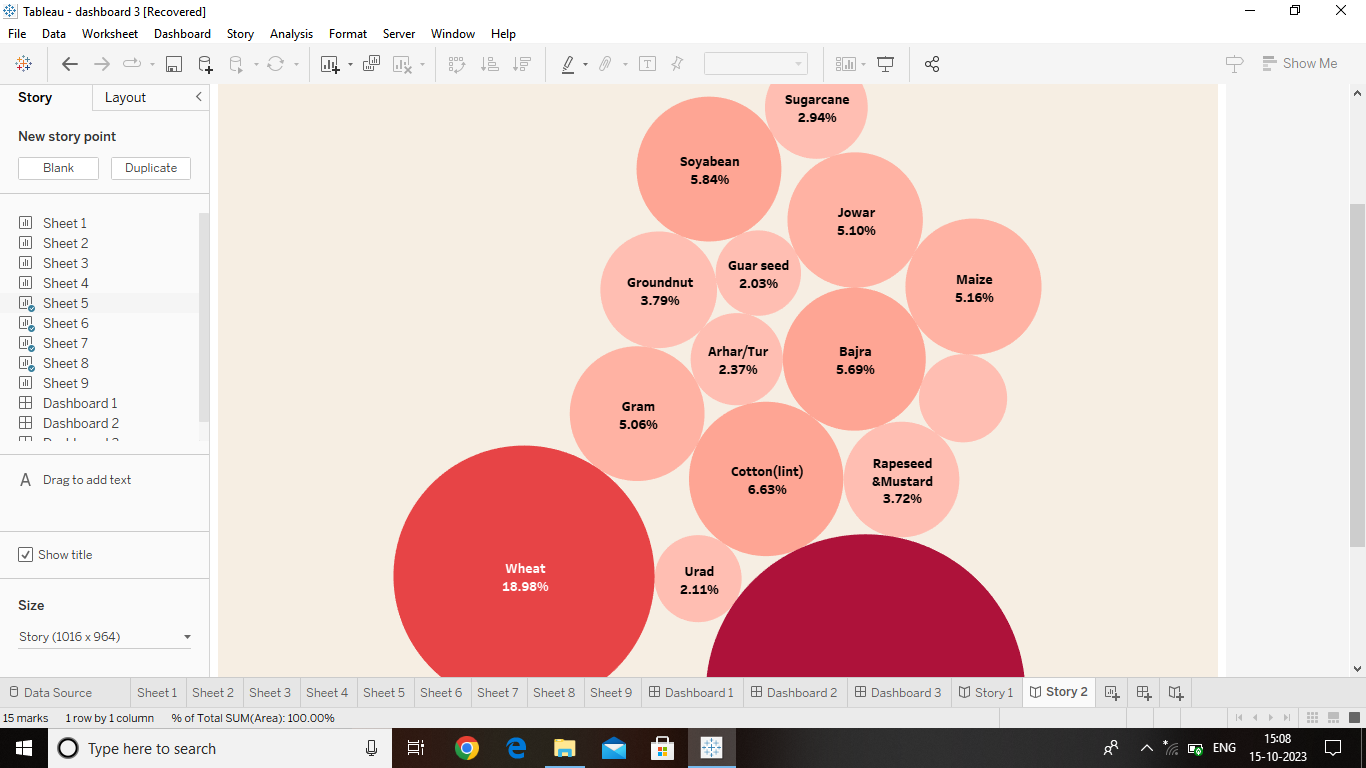 Tableau - dashboard 3 [Recovered]
File Data Worksheet Dashboard Story Analysis Format Server Window Help
Show Me
Story Layout
New story point
Blank Duplicate
Sheet 1
Sheet 2
Sheet 3
Sheet 4
Sheet 5
Sheet 6
Sheet 7
Sheet 8
Sheet 9
Dashboard 1
Dashboard 2
A Drag to add text
Show title
Size
Story (1016 x 964)
Sugarcane
2.94%
Soyabean
5.84%
Jowar
5.10%
Guar seed
2.03%
Groundnut
3.79%
Maize
5.16%
Arhar/Tur
2.37%
Bajra
5.69%
Gram
5.06%
Cotton(lint)
6.63%
Rapeseed
&Mustard
3.72%
Wheat
18.98%
Urad
2.11%
Data Source Sheet 1 Sheet 2 Sheet 3 Sheet 4 Sheet 5 Sheet 6 Sheet 7 Sheet 8 Sheet 9 Dashboard 1 Dashboard 2 Dashboard 3 Story 1 Story 2
15 marks 1 row by 1 column % of Total SUM(Area): 100.00%
Type here to search
ENG
15:08
15-10-2023